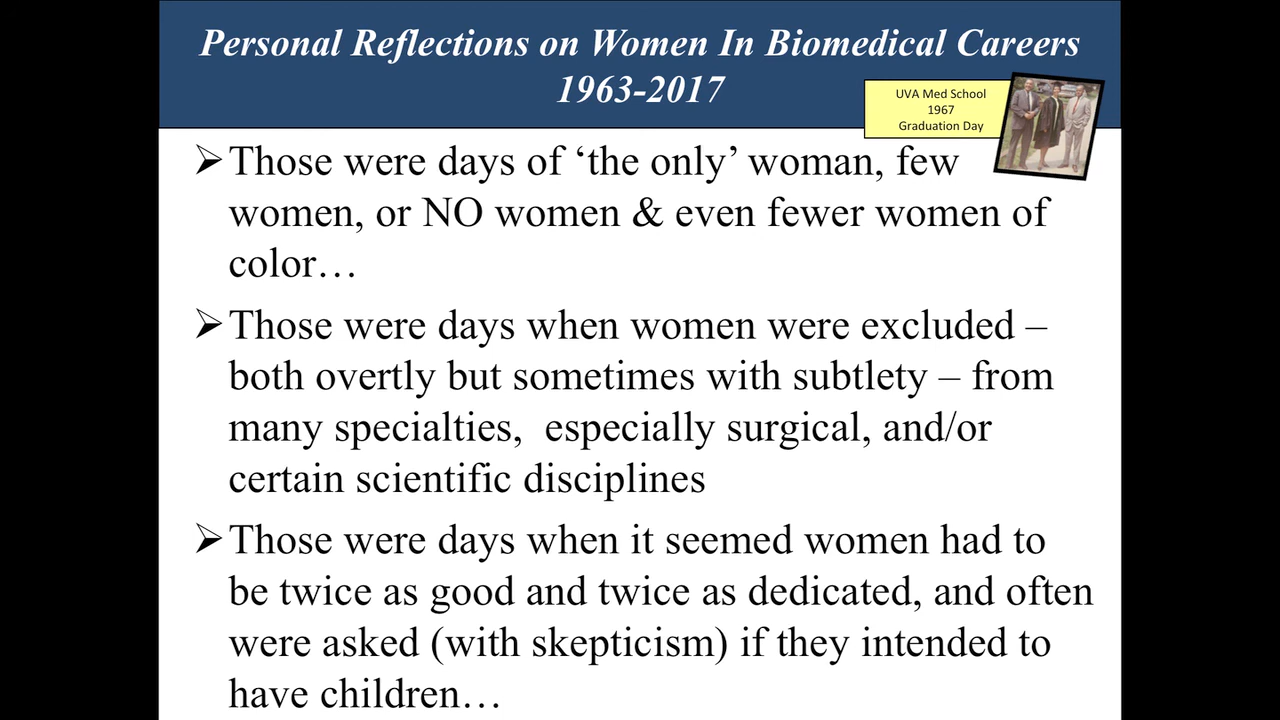 Personal Reflections on Women In Biomedical Careers
1963-2017
UVA Med School
1967
Graduation Day
➢Those were days of ‘the only’ woman, few
women, or NO women & even fewer women of
color…
➢Those were days when women were excluded –
both overtly but sometimes with subtlety – from
many specialties,  especially surgical, and/or
certain scientific disciplines
➢Those were days when it seemed women had to
be twice as good and twice as dedicated, and often
were asked (with skepticism) if they intended to
have children…